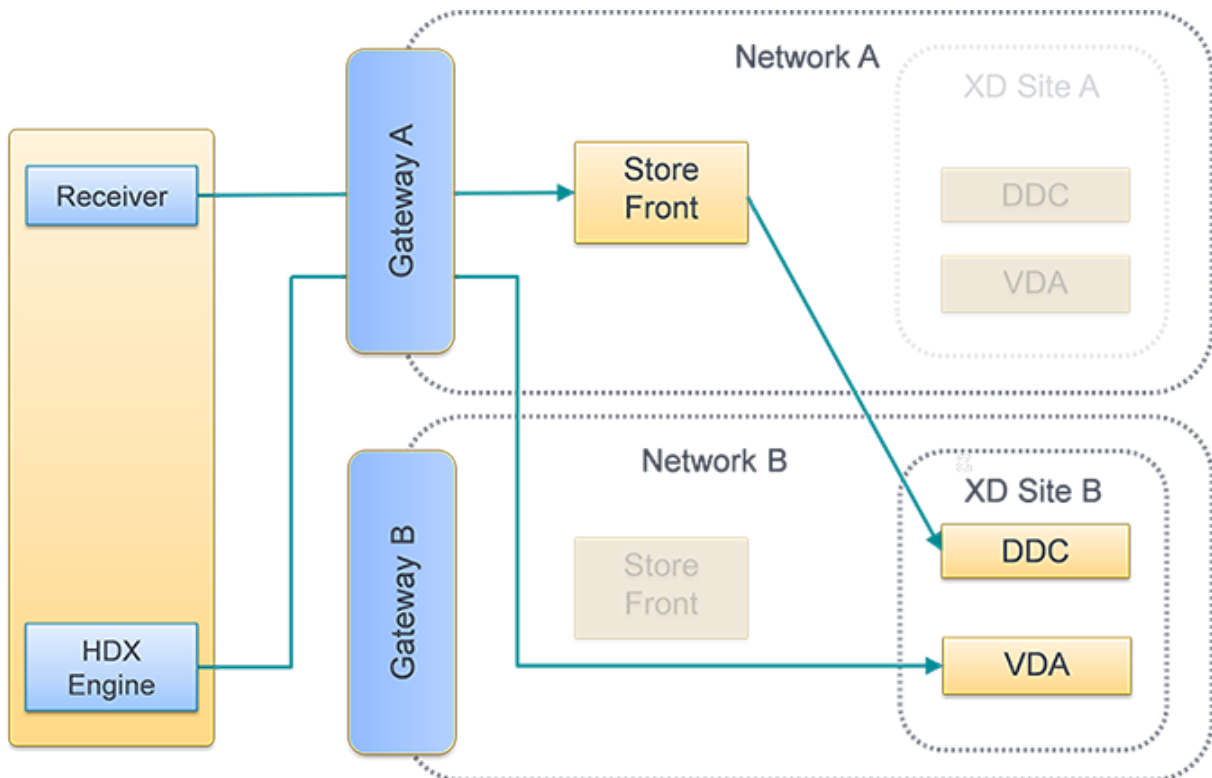 Network A
XD Site A
Gateway A
Store
Front
Receiver
DDC
VDA
Network B
XD Site B
Gateway B
DDC
Store
Front
HDX
Engine
VDA